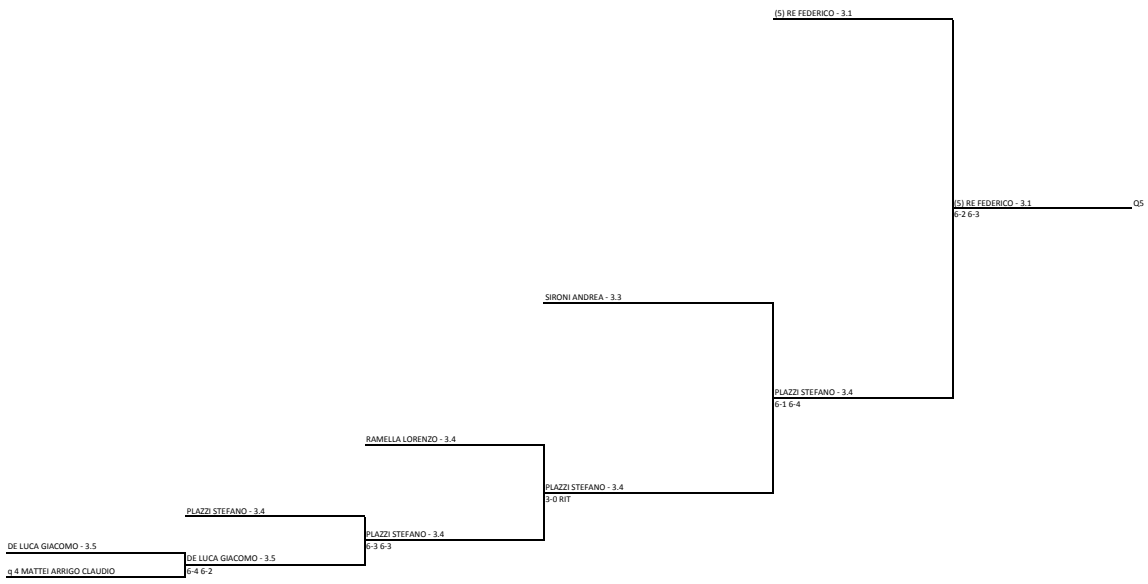 (5) RE FEDERICO - 3.1
(5) RE FEDERICO - 3.1
Q5
6-2 6-3
SIRONI ANDREA - 3.3
PLAZZI STEFANO - 3.4
6-1 6-4
RAMELLA LORENZO - 3.4
PLAZZI STEFANO - 3.4
3-0 RIT
PLAZZI STEFANO - 3.4
PLAZZI STEFANO - 3.4
6-3 6-3
DE LUCA GIACOMO - 3.5
DE LUCA GIACOMO - 3.5
6-4 6-2
q 4 MATTEI ARRIGO CLAUDIO